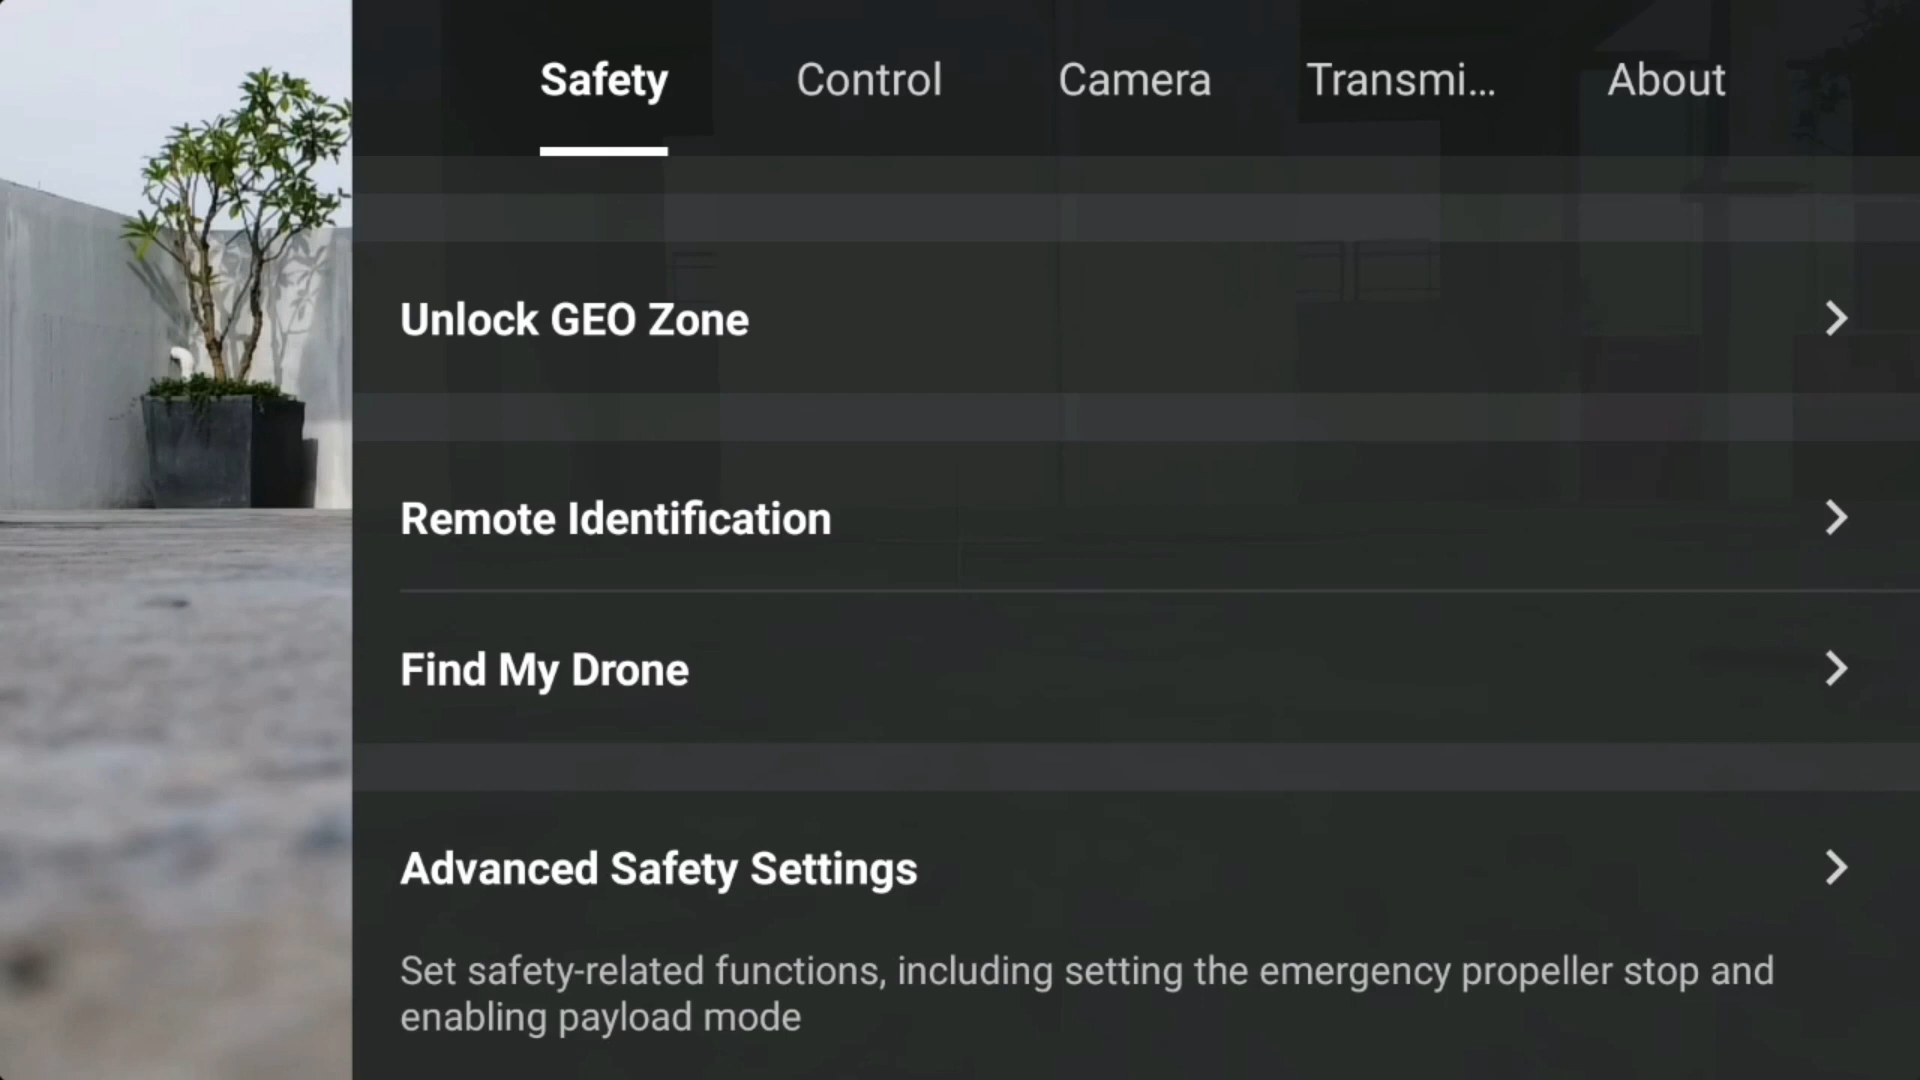 Safety Control Camera Transmi... About
Unlock GEO Zone
Remote Identification
Find My Drone
Advanced Safety Settings
Set safety-related functions, including setting the emergency propeller stop and
enabling payload mode